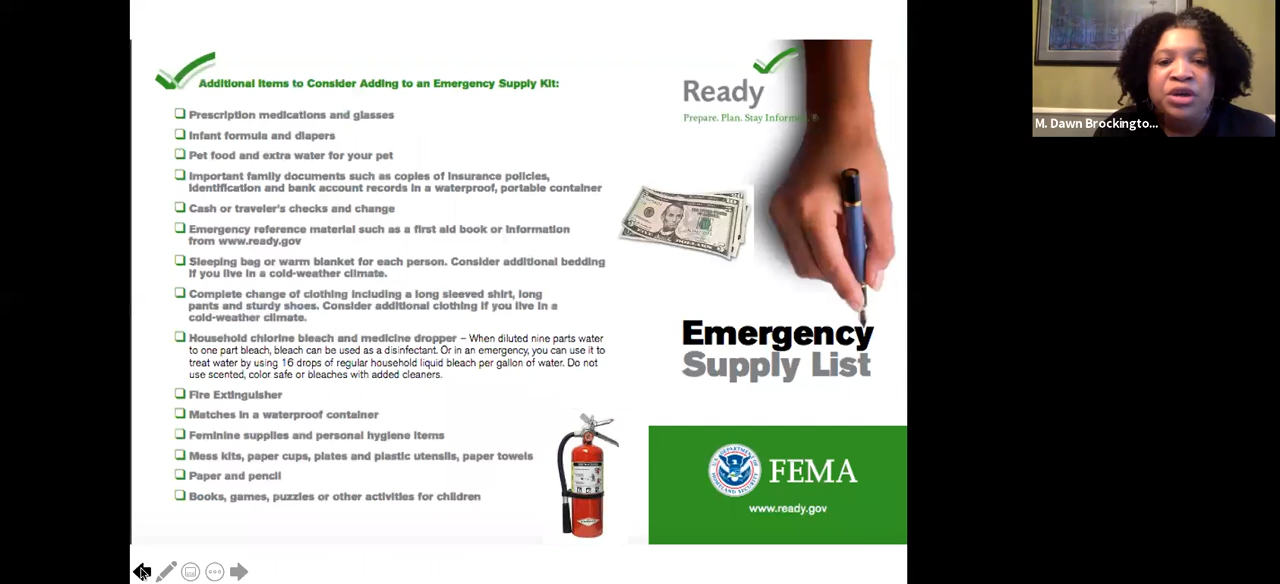 Additional Items to Consider Adding to an Emergency Supply Kit:
Prescription medications and glasses
Infant formula and diapers
Pet food and extra water for your pet
Important family documents such as copies of insurance policies,
identification and bank account records in a waterproof, portable container
Cash or traveler's checks and change
Emergency reference material such as a first aid book or information
from www.ready.gov
Sleeping bag or warm blanket for each person. Consider additional bedding
if you live in a cold-weather climate.
Complete change of clothing including a long sleeved shirt, long
pants and sturdy shoes. Consider additional clothing if you live in a
cold-weather climate.
Household chlorine bleach and medicine dropper – When diluted nine parts water
to one part bleach, bleach can be used as a disinfectant. Or in an emergency, you can use it to
treat water by using 16 drops of regular household liquid bleach per gallon of water. Do not
use scented, color safe or bleaches with added cleaners.
Fire Extinguisher
Matches in a waterproof container
Feminine supplies and personal hygiene items
Mess kits, paper cups, plates and plastic utensils, paper towels
Paper and pencil
Books, games, puzzles or other activities for children
Ready
Prepare. Plan. Stay Informed
Emergency
Supply List
FEMA
www.ready.gov
M. Dawn Brockingto...